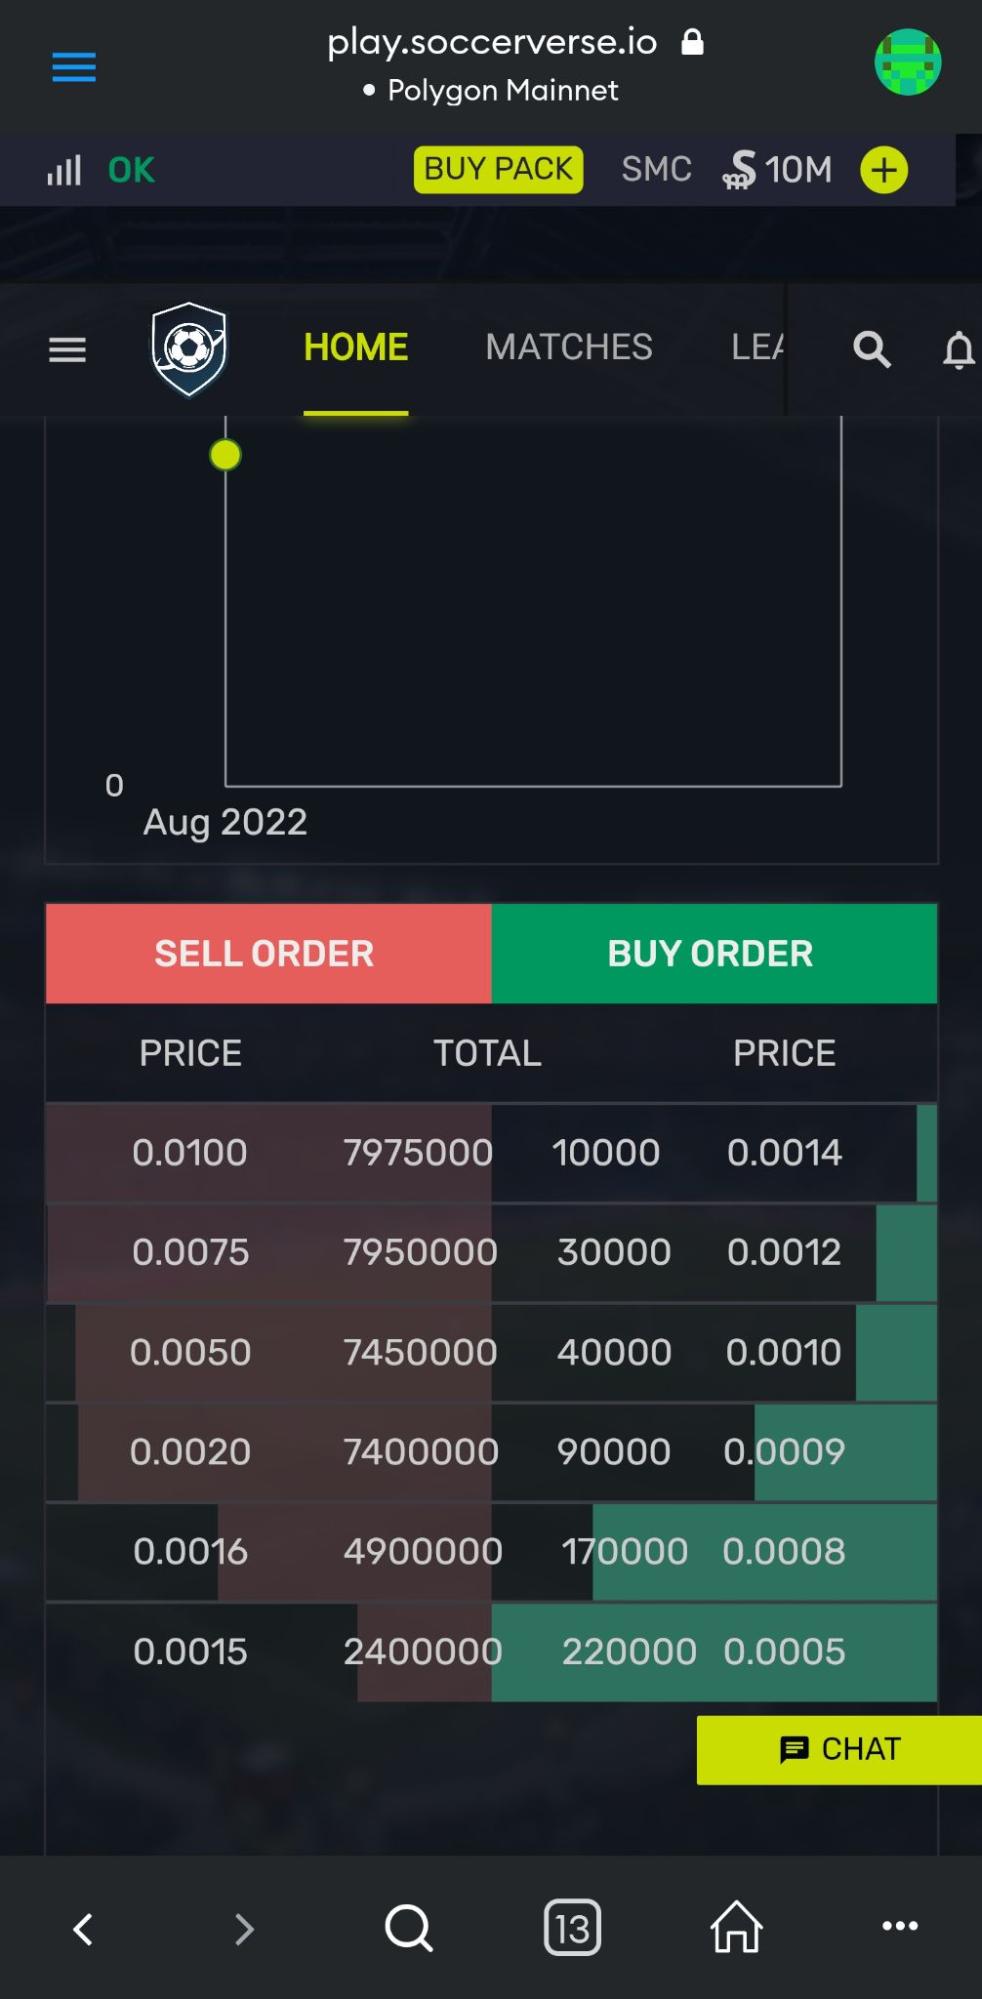 play.soccerverse.io
• Polygon Mainnet
OK BUY PACK SMC 10M
HOME MATCHES LEA
0
Aug 2022
SELL ORDER BUY ORDER
PRICE TOTAL PRICE
0.0100 7975000 10000 0.0014
0.0075 7950000 30000 0.0012
0.0050 7450000 40000 0.0010
0.0020 7400000 90000 0.0009
0.0016 4900000 170000 0.0008
0.0015 2400000 220000 0.0005
CHAT
13